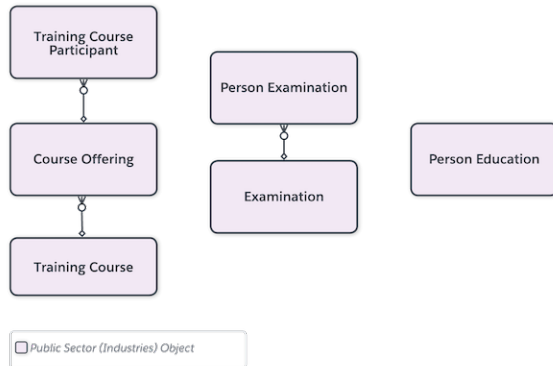 Training Course
Participant
Person Examination
Course Offering
Person Education
Examination
Training Course
Public Sector (Industries) Object